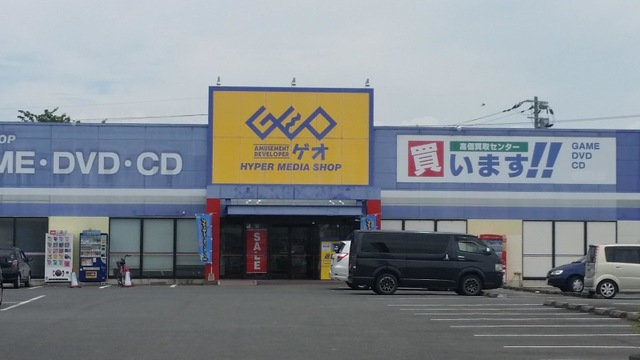 OP
ME・DVD・CD
GEO
AMUSEMENT
DEVELOPER ゲオ
HYPER MEDIA SHOP
高価買取センター
買います!!
GAME
DVD
CD
SALE